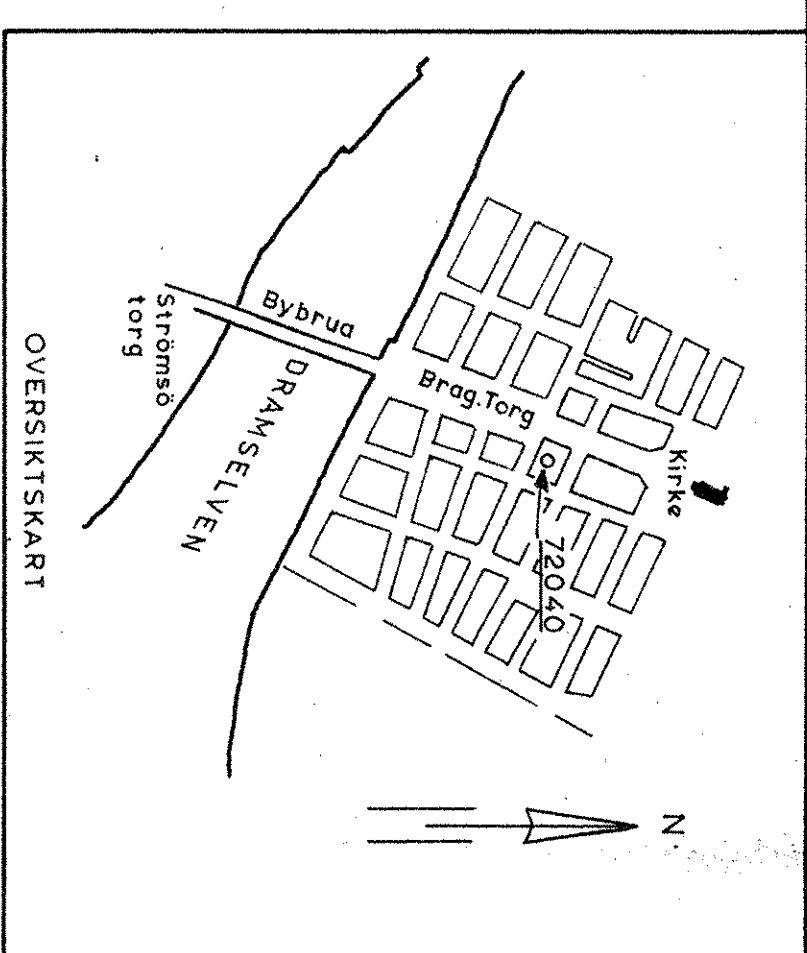 Kirke
Brag.Torg
72040
Bybrua
Strömsö
torg
DRAMSELVEN
N
OVERSIKTSKART